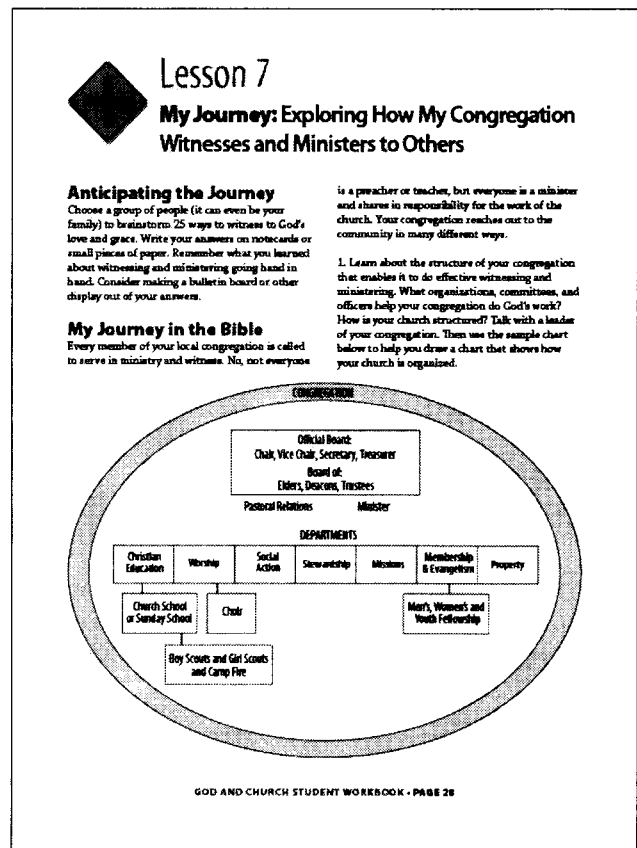 Lesson 7
My Journey: Exploring How My Congregation
Witnesses and Ministers to Others
Anticipating the Journey
Choose a group of people (it can even be your
family) to brainstorm 25 ways to witness to God's
love and grace. Write your answers on notecards or
small pieces of paper. Remember what you learned
about witnessing and ministering going hand in
hand. Consider making a bulletin board or other
display out of your answers.
My Journey in the Bible
Every member of your local congregation is called
to serve in ministry and witness. No, not everyone
is a preacher or teacher, but everyone is a minister
and shares in responsibility for the work of the
church. Your congregation reaches out to the
community in many different ways.
1. Learn about the structure of your congregation
that enables it to do effective witnessing and
ministering. What organizations, committees, and
officers help your congregation do God's work?
How is your church structured? Talk with a leader
of your congregation. Then use the sample chart
below to help you draw a chart that shows how
your church is organized.
CONGREGATION
Official Board:
Chair, Vice Chair, Secretary, Treasurer
Board of:
Elders, Deacons, Trustees
Pastoral Relations
Minister
DEPARTMENTS
Christian
Education
Worship
Social
Action
Stewardship
Missions
Membership
& Evangelism
Property
Church School
or Sunday School
Choir
Men's, Women's and
Youth Fellowship
Boy Scouts and Girl Scouts
and Camp Fire
GOD AND CHURCH STUDENT WORKBOOK • PAGE 28